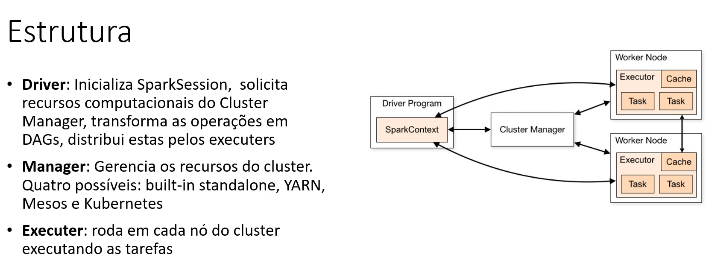 Estrutura
• Driver: Inicializa SparkSession, solicita
recursos computacionais do Cluster
Manager, transforma as operações em
DAGs, distribui estas pelos executers
• Manager: Gerencia os recursos do cluster.
Quatro possíveis: built-in standalone, YARN,
Mesos e Kubernetes
• Executer: roda em cada nó do cluster
executando as tarefas
Driver Program
SparkContext
Cluster Manager
Worker Node
Executor
Cache
Task
Task
Worker Node
Executor
Cache
Task
Task